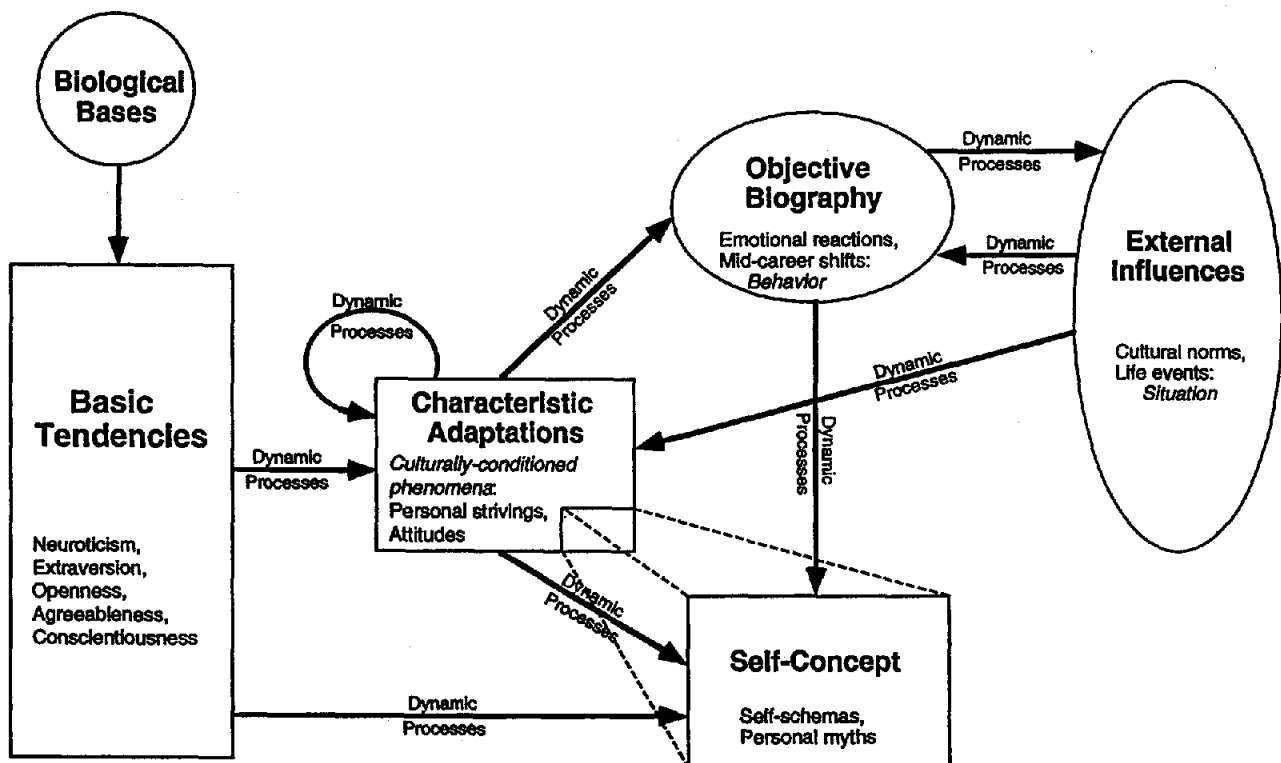 Biological
Bases
Basic
Tendencies
Neuroticism,
Extraversion,
Openness,
Agreeableness,
Conscientiousness
Dynamic
Processes
Dynamic
Processes
Characteristic
Adaptations
Culturally-conditioned
phenomena:
Personal strivings,
Attitudes
Dynamic
Processes
Objective
Biography
Emotional reactions,
Mid-career shifts:
Behavior
Dynamic
Processes
Dynamic
Processes
External
Influences
Cultural norms,
Life events:
Situation
Dynamic
Processes
Dynamic
Processes
Dynamic
Processes
Dynamic
Processes
Self-Concept
Self-schemas,
Personal myths